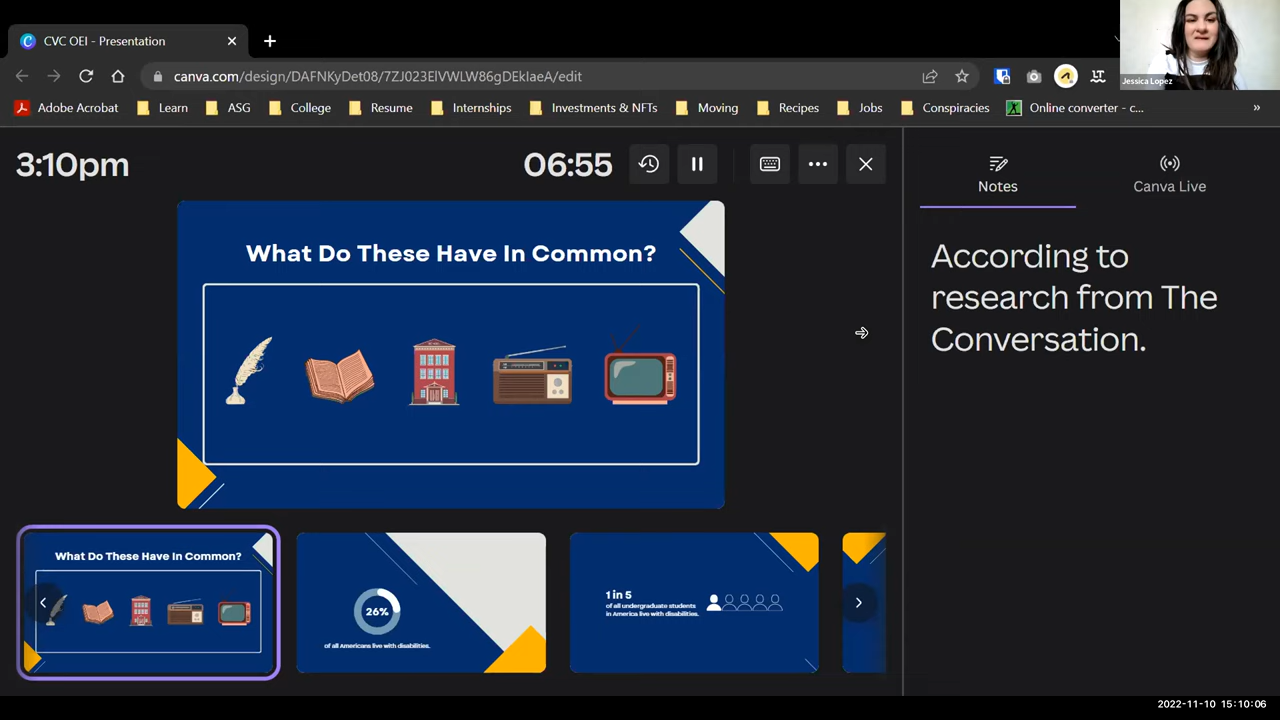 CVC OEI - Presentation
canva.com/design/DAFNKyDet08/7ZJ023ElVWLW86gDEkIaeA/edit
Adobe Acrobat Learn ASG College Resume Internships Investments & NFTs Moving Recipes Jobs Conspiracies Online converter - c... »
Jessica Lopez
3:10pm 06:55
Notes
Canva Live
What Do These Have In Common?
According to
research from The
Conversation.
What Do These Have In Common?
26%
of all Americans live with disabilities.
1 in 5
of all undergraduate students
in America live with disabilities.
2022-11-10 15:10:06